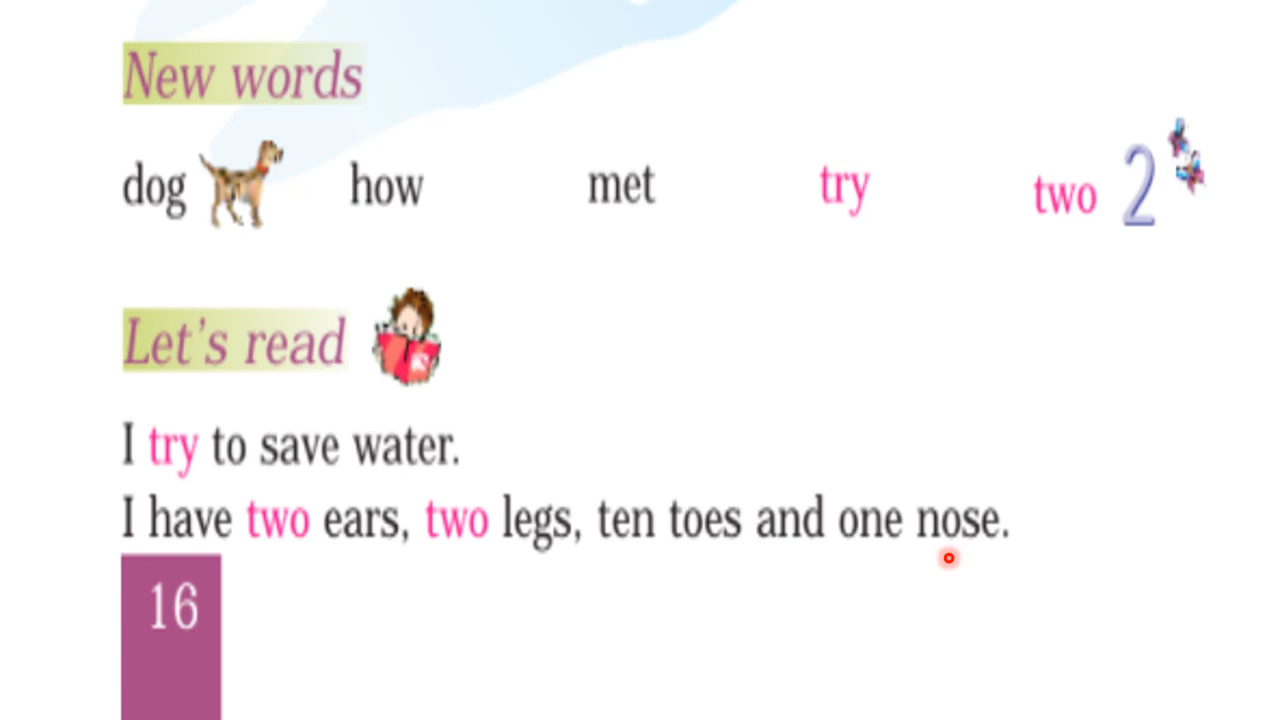 New words
dog how met try two 2
Let's read
I try to save water.
I have two ears, two legs, ten toes and one nose.
16